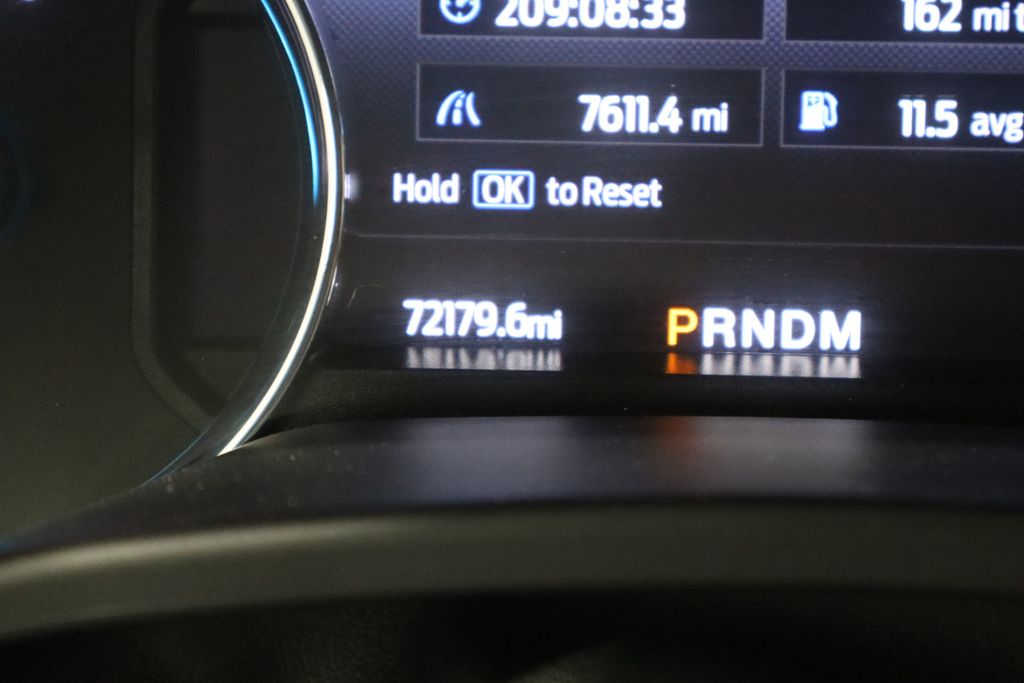 209:08:33
162 mi t
7611.4 mi
11.5 avg
Hold OK to Reset
72179.6mi
PRNDM